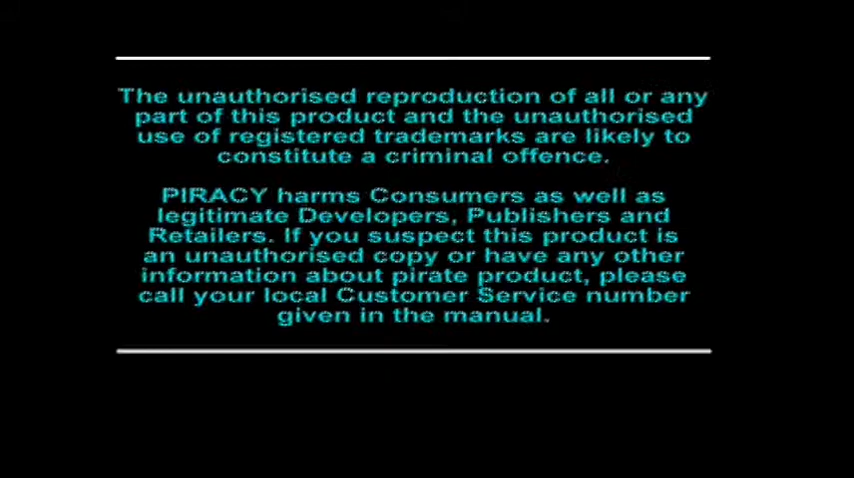 The unauthorised reproduction of all or any
part of this product and the unauthorised
use of registered trademarks are likely to
constitute a criminal offence.
PIRACY harms Consumers as well as
legitimate Developers, Publishers and
Retailers. If you suspect this product is
an unauthorised copy or have any other
information about pirate product, please
call your local Customer Service number
given in the manual.